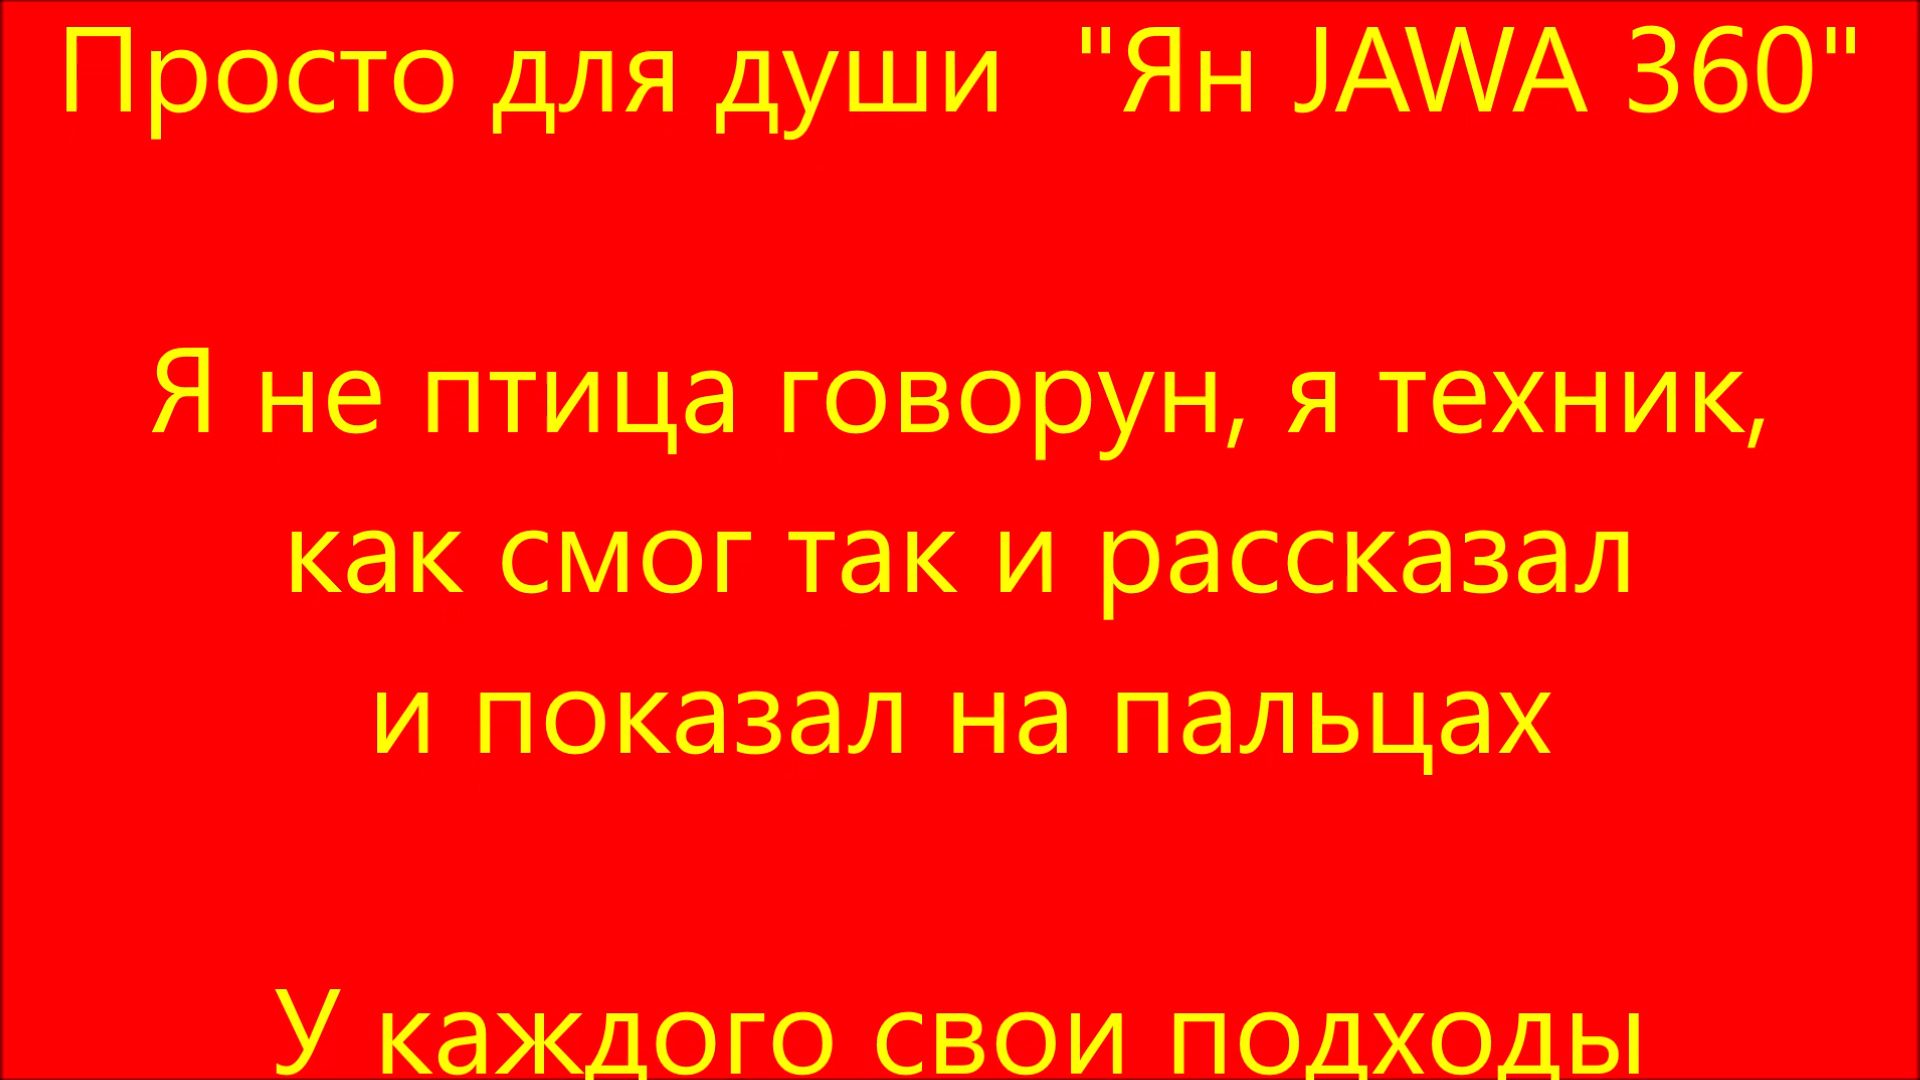 Просто для души "Ян JAWA 360"
Я не птица говорун, я техник,
как смог так и рассказал
и показал на пальцах
У каждого свои подходы